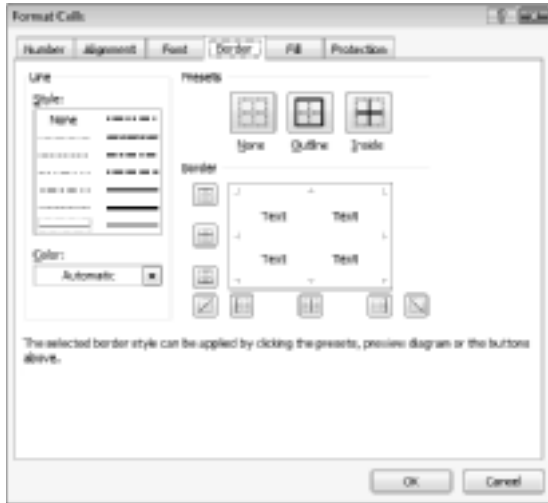 Format Cells
Number Alignment Font Border Fill Protection
Line
Style:
None
Color:
Automatic
Presets
None Outline Inside
Border
Text Text
Text Text
The selected border style can be applied by clicking the presets, preview diagram or the buttons
above.
OK Cancel